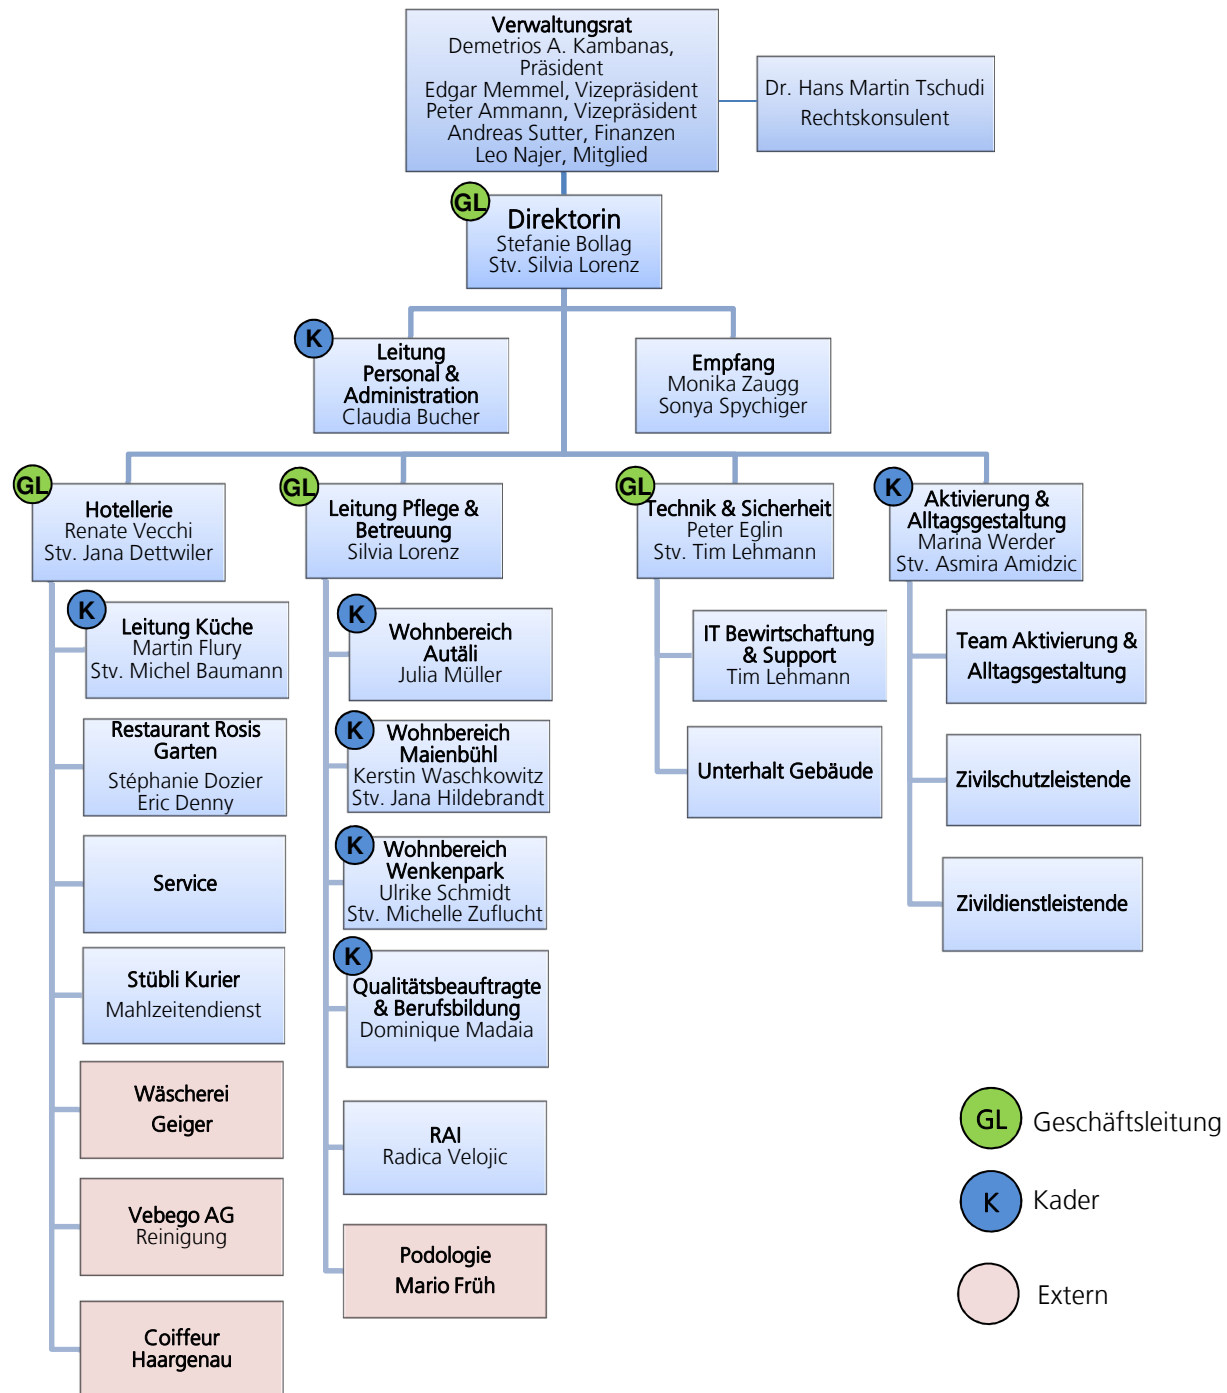 Verwaltungsrat
Demetrios A. Kambanas,
Präsident
Edgar Memmel, Vizepräsident
Peter Ammann, Vizepräsident
Andreas Sutter, Finanzen
Leo Najer, Mitglied
Dr. Hans Martin Tschudi
Rechtskonsulent
GL
Direktorin
Stefanie Bollag
Stv. Silvia Lorenz
K
Leitung
Personal &
Administration
Claudia Bucher
Empfang
Monika Zaugg
Sonya Spychiger
GL
Hotellerie
Renate Vecchi
Stv. Jana Dettwiler
GL
Leitung Pflege &
Betreuung
Silvia Lorenz
GL
Technik & Sicherheit
Peter Eglin
Stv. Tim Lehmann
K
Aktivierung &
Alltagsgestaltung
Marina Werder
Stv. Asmira Amidzic
K
Leitung Küche
Martin Flury
Stv. Michel Baumann
Restaurant Rosis
Garten
Stéphanie Dozier
Eric Denny
Service
Stübli Kurier
Mahlzeitendienst
Wäscherei
Geiger
Vebego AG
Reinigung
Coiffeur
Haargenau
K
Wohnbereich
Autäli
Julia Müller
K
Wohnbereich
Maienbühl
Kerstin Waschkowitz
Stv. Jana Hildebrandt
K
Wohnbereich
Wenkenpark
Ulrike Schmidt
Stv. Michelle Zuflucht
K
Qualitätsbeauftragte
& Berufsbildung
Dominique Madaia
RAI
Radica Velojic
Podologie
Mario Früh
IT Bewirtschaftung
& Support
Tim Lehmann
Unterhalt Gebäude
Team Aktivierung &
Alltagsgestaltung
Zivilschutzleistende
Zivildienstleistende
GL Geschäftsleitung
K Kader
Extern